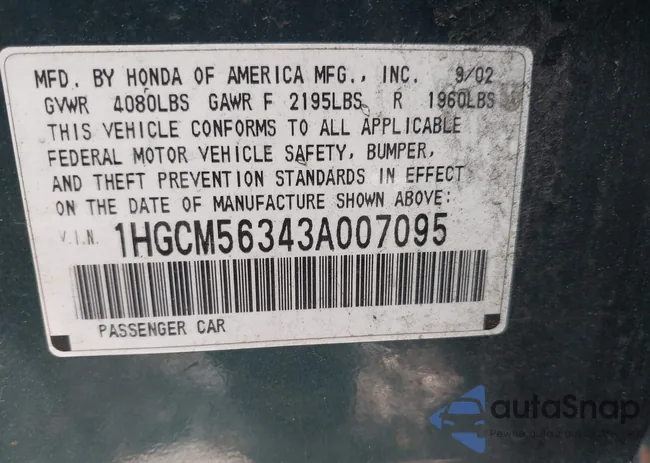 MFD. BY HONDA OF AMERICA MFG., INC. 9/02
GVWR 4080LBS GAWR F 2195LBS R 1960LBS
THIS VEHICLE CONFORMS TO ALL APPLICABLE
FEDERAL MOTOR VEHICLE SAFETY, BUMPER,
AND THEFT PREVENTION STANDARDS IN EFFECT
ON THE DATE OF MANUFACTURE SHOWN ABOVE:
V.I.N. 1HGCM56343A007095
PASSENGER CAR
autoSnap